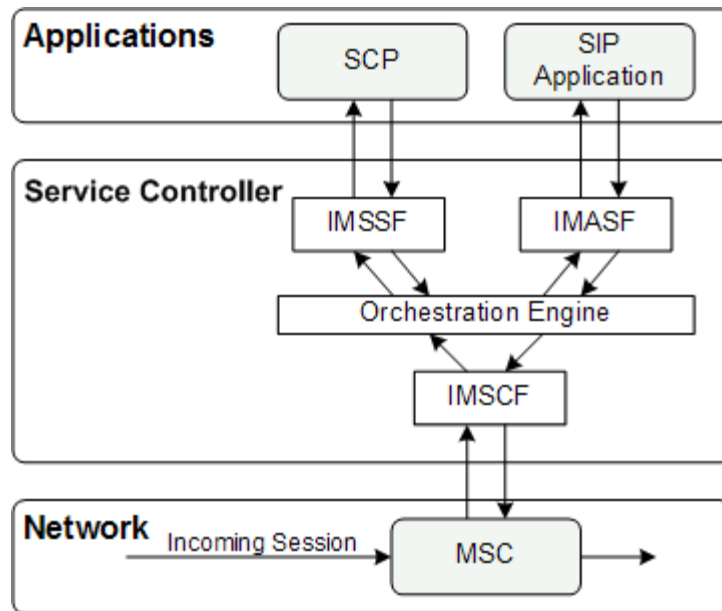 Applications
SCP
SIP
Application
Service Controller
IMSSF
IMASF
Orchestration Engine
IMSCF
Network
Incoming Session
MSC